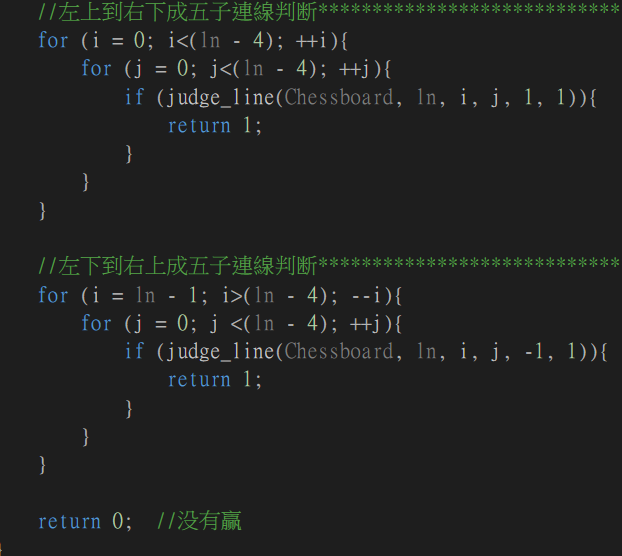 //左上到右下成五子連線判断****************************
for (i = 0; i<(ln - 4); ++i){
for (j = 0; j<(ln - 4); ++j){
if (judge_line(Chessboard, ln, i, j, 1, 1)){
return 1;
}
}
}
//左下到右上成五子連線判断****************************
for (i = ln - 1; i>(ln - 4); --i){
for (j = 0; j <(ln - 4); ++j){
if (judge_line(Chessboard, ln, i, j, -1, 1)){
return 1;
}
}
}
return 0;  //没有贏